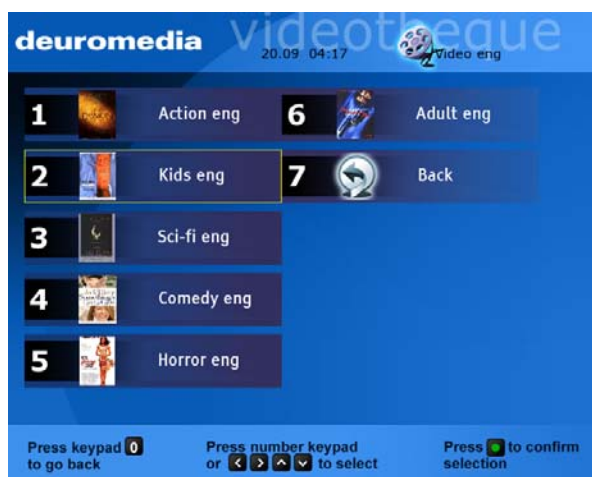 deuromedia
videotheque
20.09 04:17
Video eng
1 Action eng
2 Kids eng
3 Sci-fi eng
4 Comedy eng
5 Horror eng
6 Adult eng
7 Back
Press keypad 0
to go back
Press number keypad
or < > ^ v to select
Press to confirm
selection